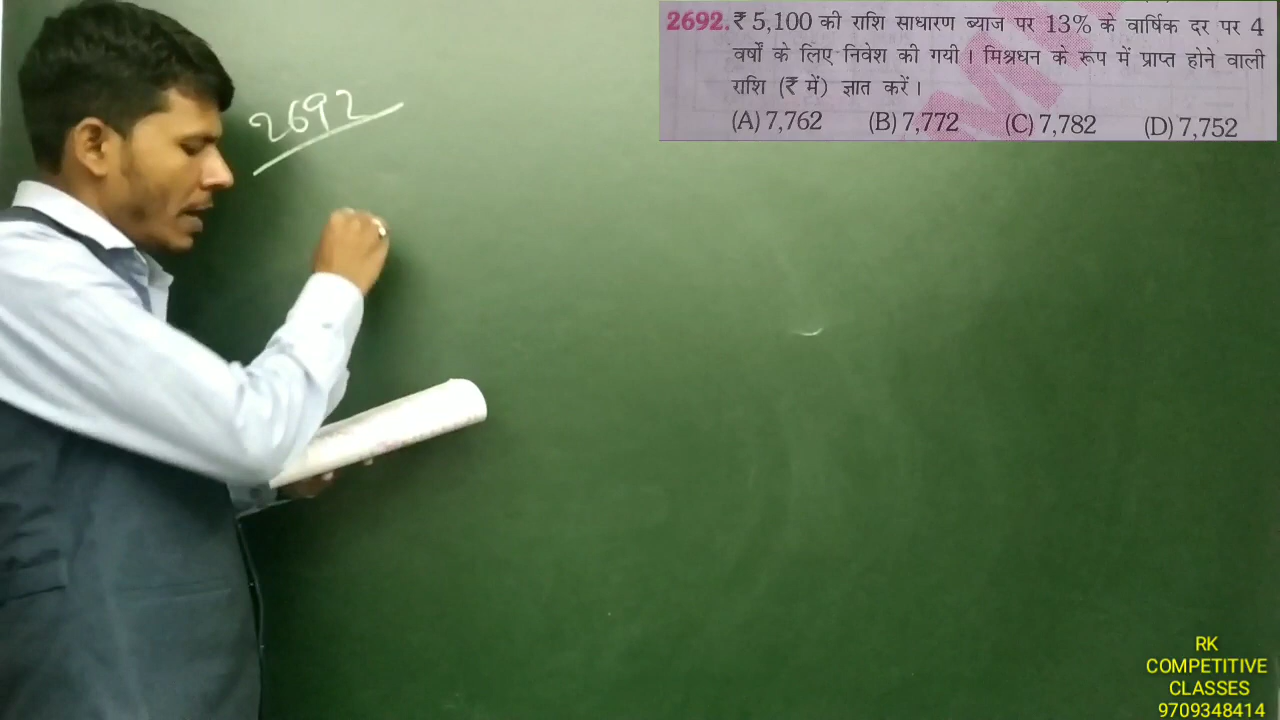 2692
2692. ₹ 5,100 की राशि साधारण ब्याज पर 13% के वार्षिक दर पर 4
वर्षों के लिए निवेश की गयी। मिश्रधन के रूप में प्राप्त होने वाली
राशि (₹ में) ज्ञात करें।
(A) 7,762 (B) 7,772 (C) 7,782 (D) 7,752
RK
COMPETITIVE
CLASSES
9709348414